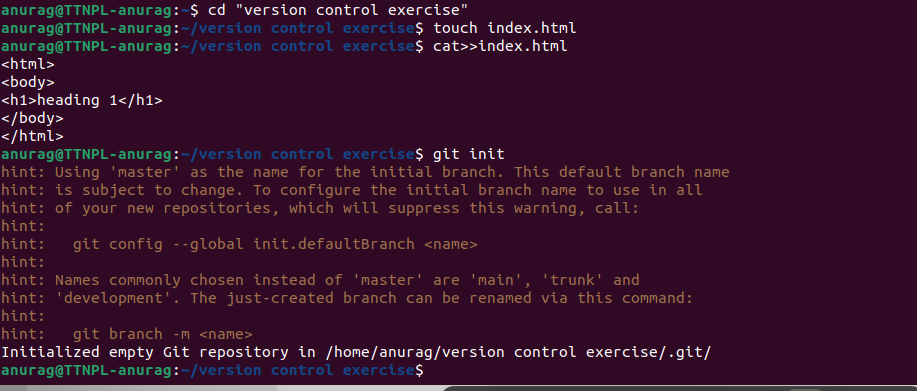 anurag@TTNPL-anurag:~$ cd "version control exercise"
anurag@TTNPL-anurag:~/version control exercise$ touch index.html
anurag@TTNPL-anurag:~/version control exercise$ cat>>index.html
<html>
<body>
<h1>heading 1</h1>
</body>
</html>
anurag@TTNPL-anurag:~/version control exercise$ git init
hint: Using 'master' as the name for the initial branch. This default branch name
hint: is subject to change. To configure the initial branch name to use in all
hint: of your new repositories, which will suppress this warning, call:
hint:
hint:   git config --global init.defaultBranch <name>
hint:
hint: Names commonly chosen instead of 'master' are 'main', 'trunk' and
hint: 'development'. The just-created branch can be renamed via this command:
hint:
hint:   git branch -m <name>
Initialized empty Git repository in /home/anurag/version control exercise/.git/
anurag@TTNPL-anurag:~/version control exercise$